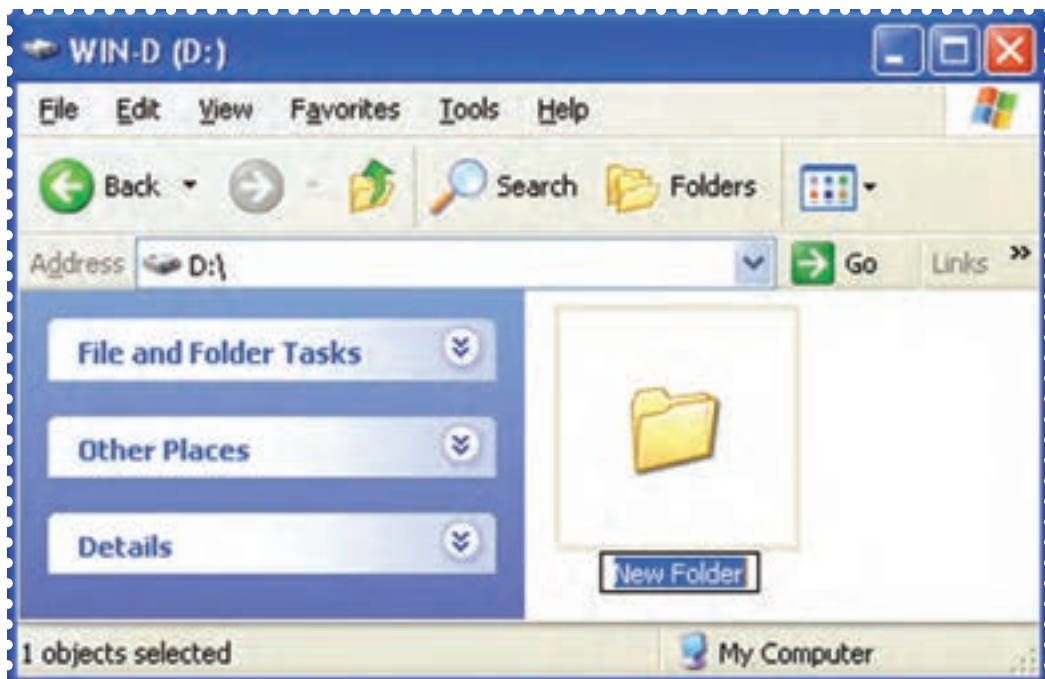 WIN-D (D:)
File Edit View Favorites Tools Help
Back Search Folders
Address D:\ Go Links »
File and Folder Tasks
Other Places
Details
New Folder
1 objects selected My Computer